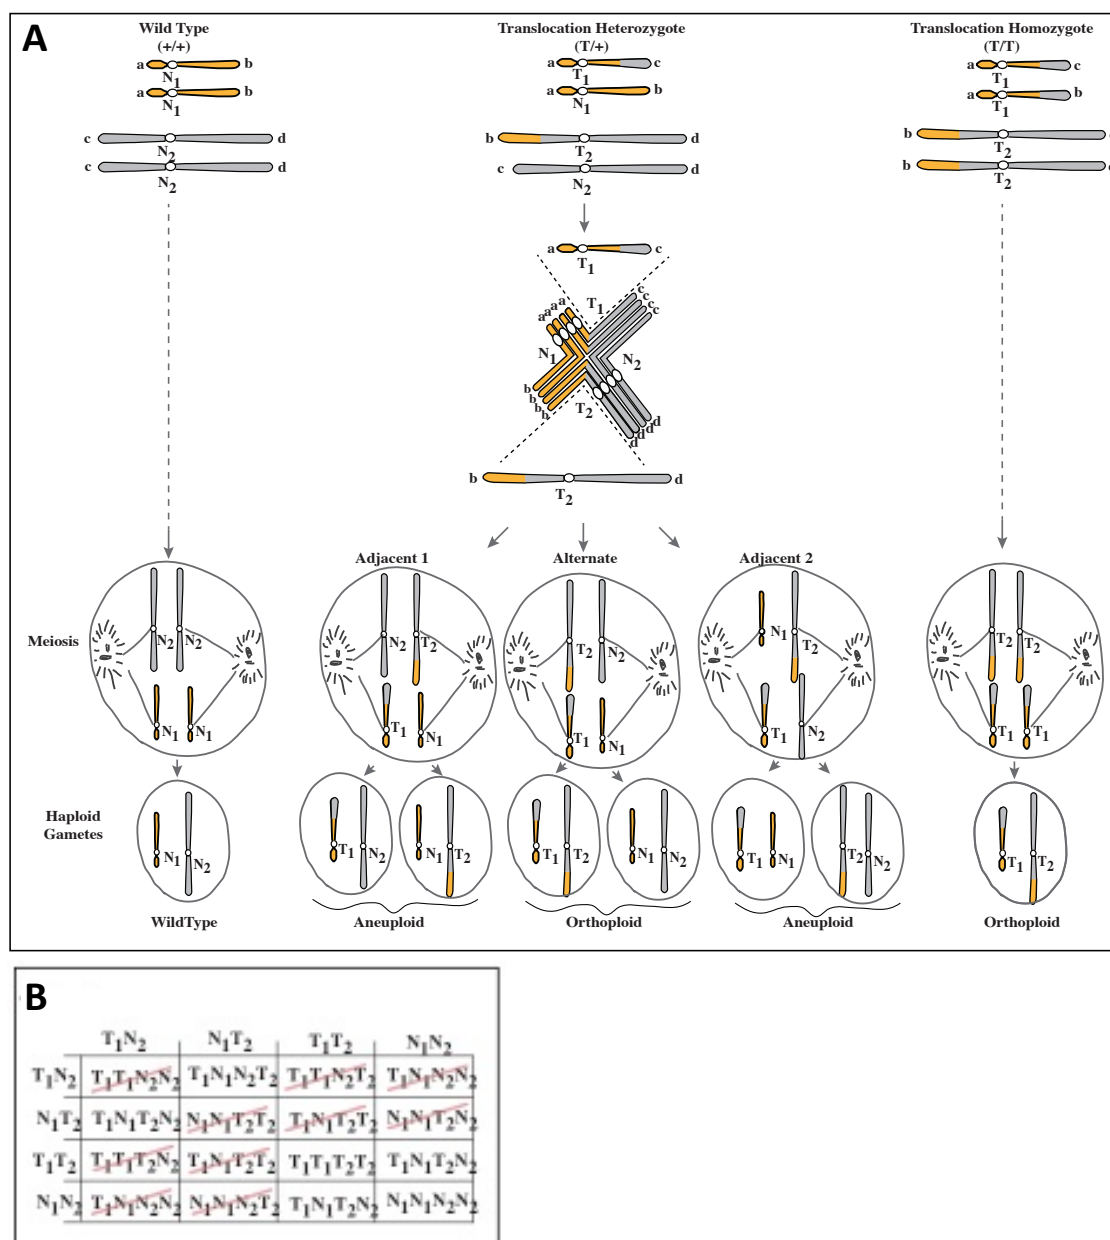 A
Wild Type Translocation Heterozygote Translocation Homozygote
(+/+) (T/+) (T/T)
a b a c a c
N1 T1 T1
a b a b a b
N1 N1 T1
c d b d b
N2 T2 T2
c d c d b
N2 N2 T2
a c
T1
a a a a T1 c c c c
N1 N2
b b b b T2 d d d d
b d
T2
Adjacent 1 Alternate Adjacent 2
Meiosis
N2 N2 N2 T2 T2 N2 N1 T2 T2 T2
N1 N1 T1 N1 T1 N1 T1 N2 T1 T1
Haploid
Gametes
N1 N2 T1 N2 N1 T2 T1 T2 N1 N2 T1 N1 T2 N2 T1 T2
WildType Aneuploid Orthoploid Aneuploid Orthoploid
B
T1N2 N1T2 T1T2 N1N2
T1N2 T1T1N2N2 T1N1N2T2 T1T1N2T2 T1N1N2N2
N1T2 T1N1T2N2 N1N1T2T2 T1N1T2T2 N1N1T2N2
T1T2 T1T1T2N2 T1N1T2T2 T1T1T2T2 T1N1T2N2
N1N2 T1N1N2N2 N1N1N2T2 T1N1T2N2 N1N1N2N2